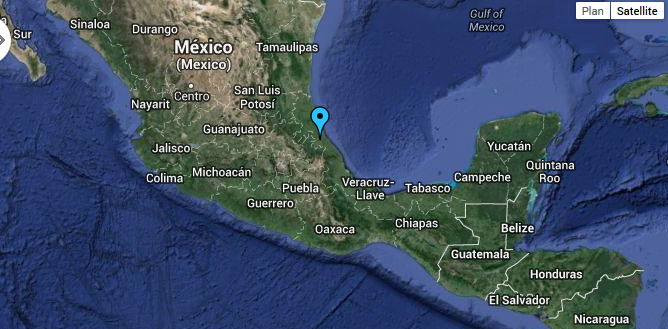 Plan Satellite
Gulf of
Mexico
Sinaloa
Durango
Sur
México
(Mexico)
Tamaulipas
Centro
San Luis
Potosí
Nayarit
Guanajuato
Jalisco
Yucatán
Colima
Michoacán
Quintana
Roo
Puebla
Veracruz-
Llave
Tabasco
Campeche
Guerrero
Oaxaca
Chiapas
Belize
Guatemala
Honduras
El Salvador
Nicaragua